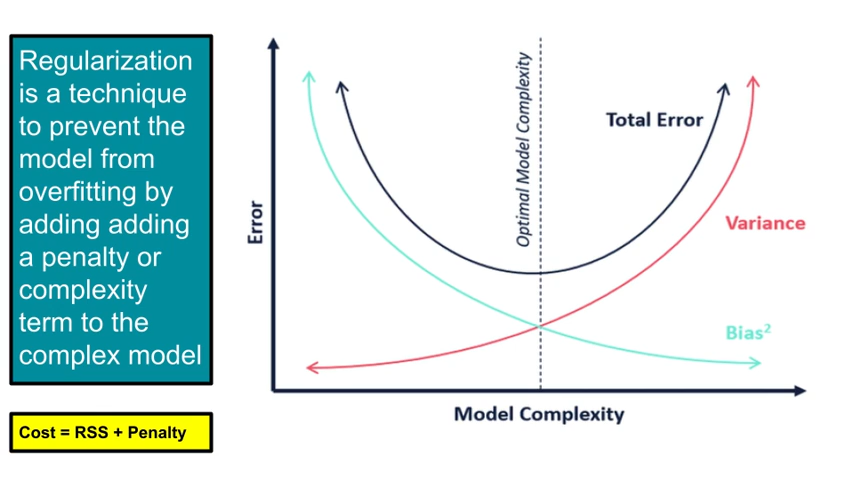 Regularization
is a technique
to prevent the
model from
overfitting by
adding adding
a penalty or
complexity
term to the
complex model
Cost = RSS + Penalty
Error
Optimal Model Complexity
Total Error
Variance
Bias²
Model Complexity